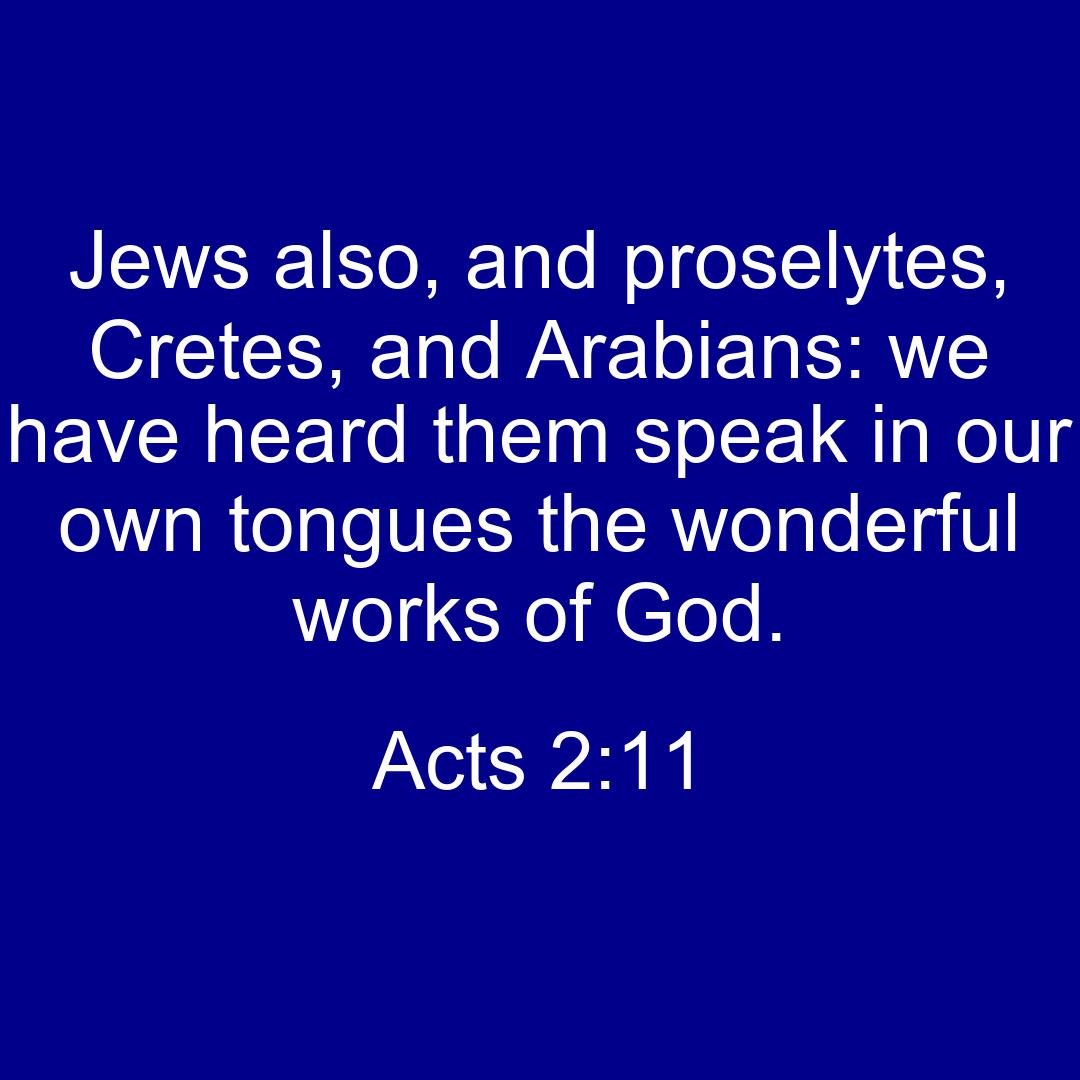 Jews also, and proselytes,
Cretes, and Arabians: we
have heard them speak in our
own tongues the wonderful
works of God.
Acts 2:11